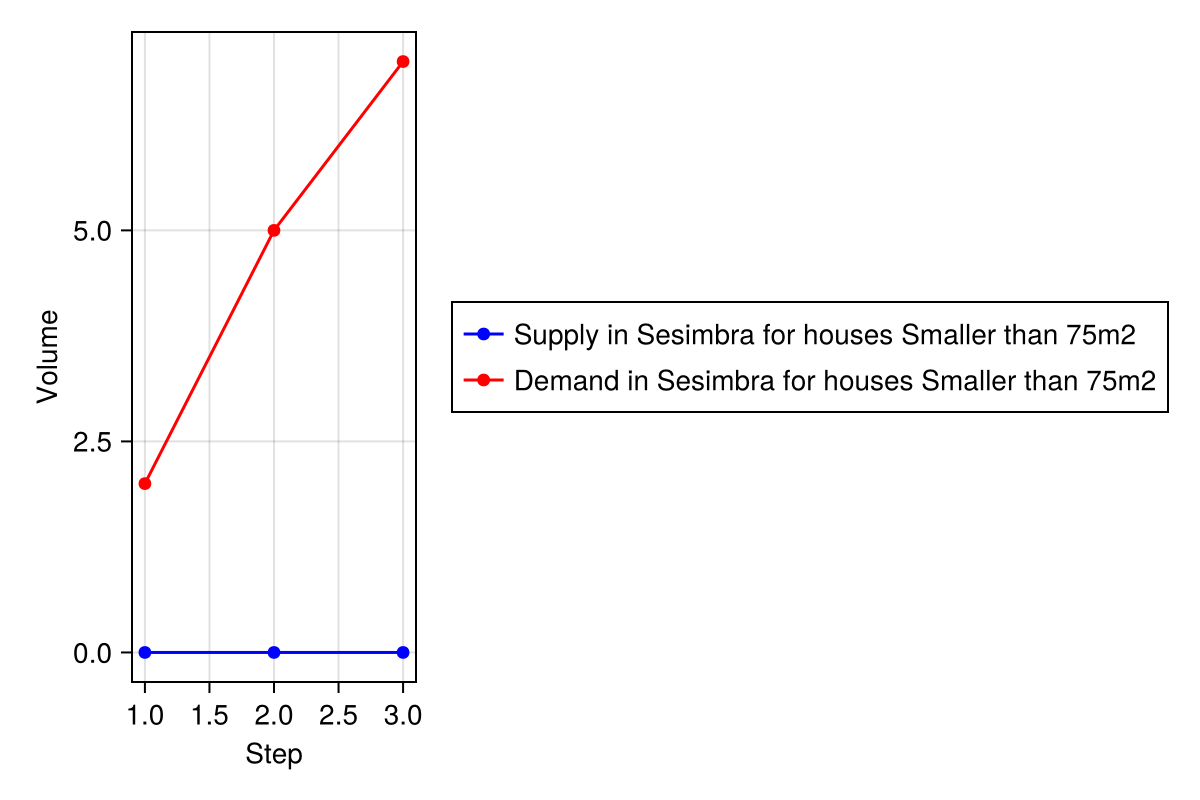 Volume
5.0
2.5
0.0
1.0 1.5 2.0 2.5 3.0
Step
Supply in Sesimbra for houses Smaller than 75m2
Demand in Sesimbra for houses Smaller than 75m2